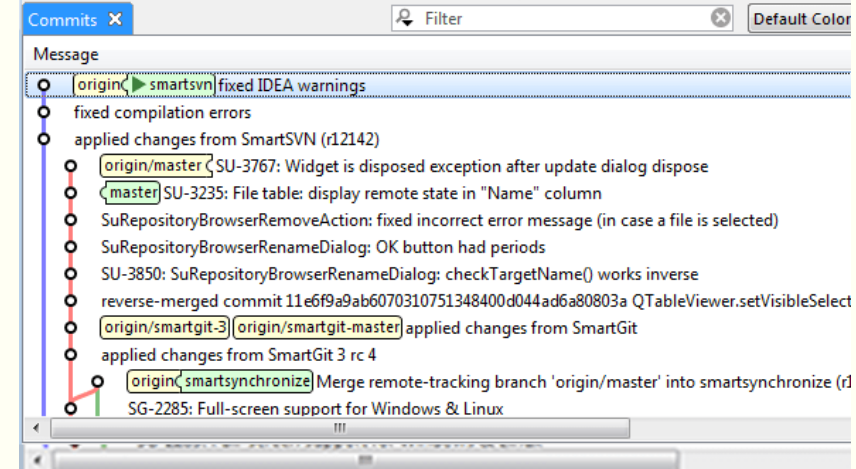 Commits
Filter
Default Color
Message
origin smartsvn fixed IDEA warnings
fixed compilation errors
applied changes from SmartSVN (r12142)
origin/master SU-3767: Widget is disposed exception after update dialog dispose
master SU-3235: File table: display remote state in "Name" column
SuRepositoryBrowserRemoveAction: fixed incorrect error message (in case a file is selected)
SuRepositoryBrowserRenameDialog: OK button had periods
SU-3850: SuRepositoryBrowserRenameDialog: checkTargetName() works inverse
reverse-merged commit 11e6f9a9ab6070310751348400d044ad6a80803a QTableViewer.setVisibleSelect
origin/smartgit-3 origin/smartgit-master applied changes from SmartGit
applied changes from SmartGit 3 rc 4
origin smartsynchronize Merge remote-tracking branch 'origin/master' into smartsynchronize (r1
SG-2285: Full-screen support for Windows & Linux